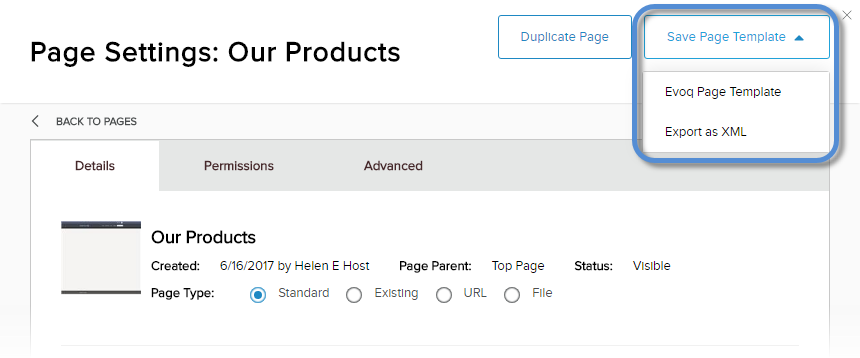 Duplicate Page
Save Page Template
Page Settings: Our Products
Evoq Page Template
Export as XML
BACK TO PAGES
Details Permissions Advanced
Our Products
Created: 6/16/2017 by Helen E Host Page Parent: Top Page Status: Visible
Page Type: Standard Existing URL File